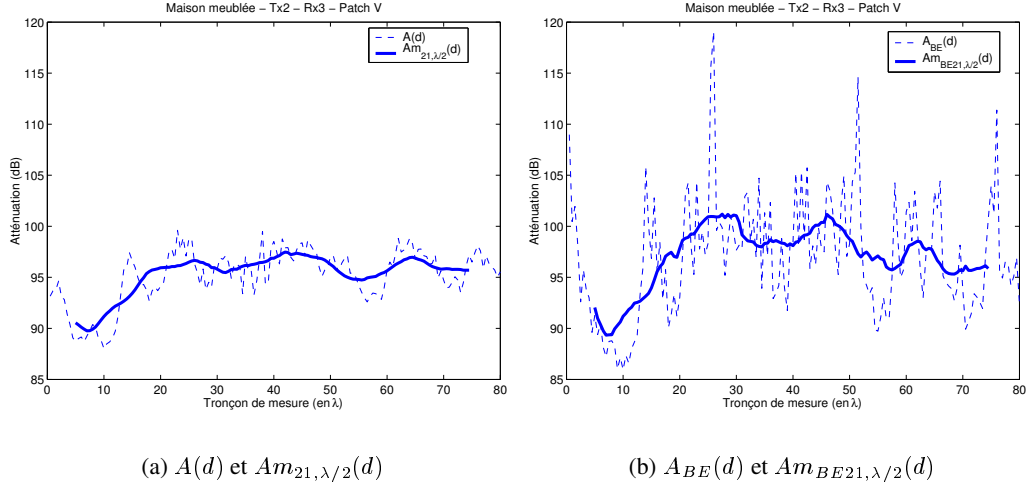 Maison meublée − Tx2 − Rx3 − Patch V
120
115
110
105
100
95
90
85
Atténuation (dB)
A(d)
Am21,λ/2(d)
0 10 20 30 40 50 60 70 80
Tronçon de mesure (en λ)
(a) A(d) et Am21,λ/2(d)
Maison meublée − Tx2 − Rx3 − Patch V
120
115
110
105
100
95
90
85
Atténuation (dB)
ABE(d)
AmBE21,λ/2(d)
0 10 20 30 40 50 60 70 80
Tronçon de mesure (en λ)
(b) ABE(d) et AmBE21,λ/2(d)